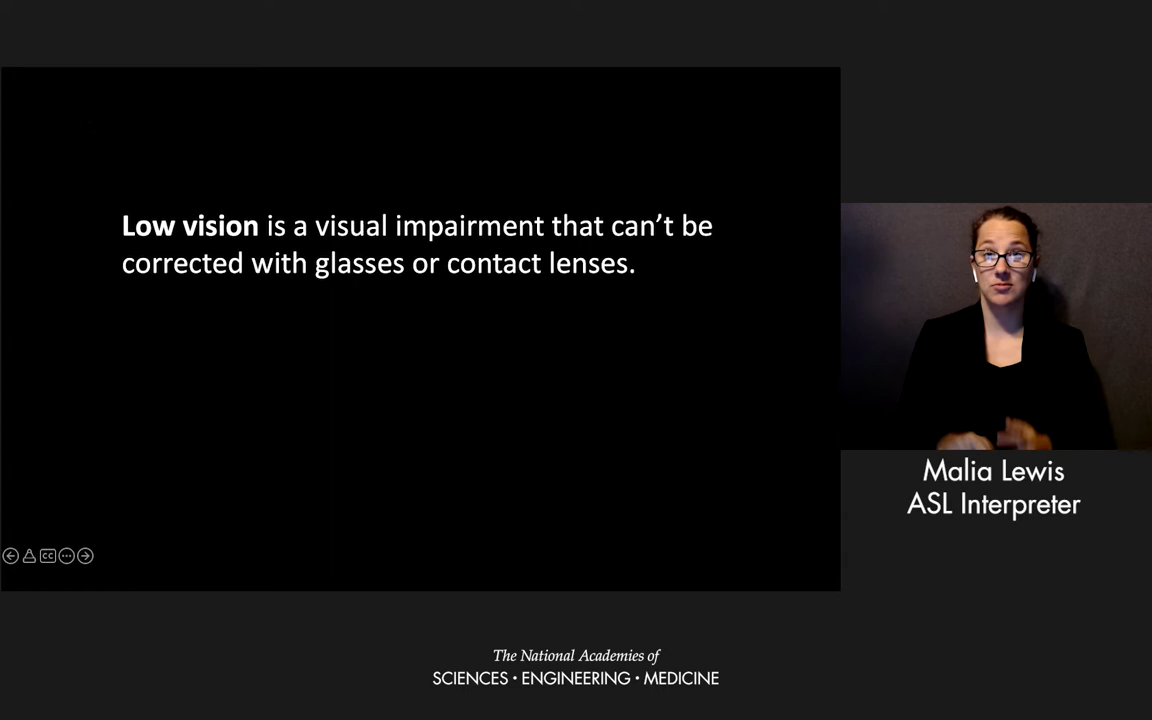 Low vision is a visual impairment that can’t be
corrected with glasses or contact lenses.
CC
Malia Lewis
ASL Interpreter
The National Academies of
SCIENCES • ENGINEERING • MEDICINE